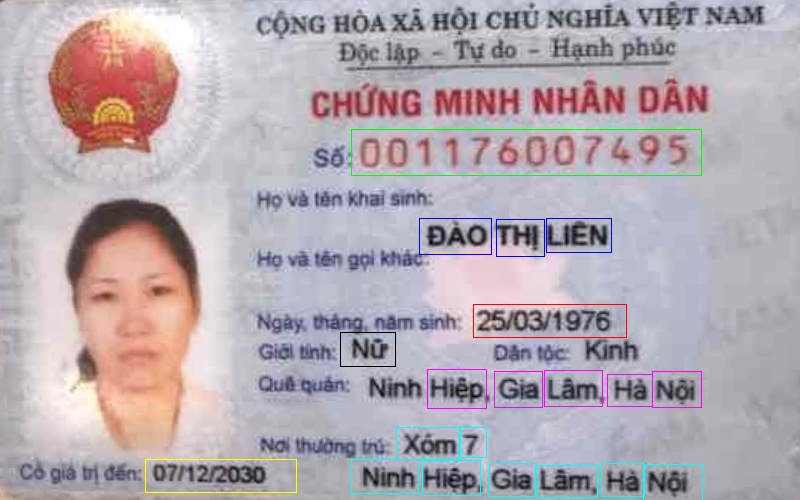 CỘNG HÒA XÃ HỘI CHỦ NGHĨA VIỆT NAM
Độc lập - Tự do - Hạnh phúc
CHỨNG MINH NHÂN DÂN
Số: 001176007495
Họ và tên khai sinh:
ĐÀO THỊ LIÊN
Họ và tên gọi khác:
Ngày, tháng, năm sinh: 25/03/1976
Giới tính: Nữ Dân tộc: Kinh
Quê quán: Ninh Hiệp, Gia Lâm, Hà Nội
Nơi thường trú: Xóm 7
Có giá trị đến: 07/12/2030 Ninh Hiệp, Gia Lâm, Hà Nội